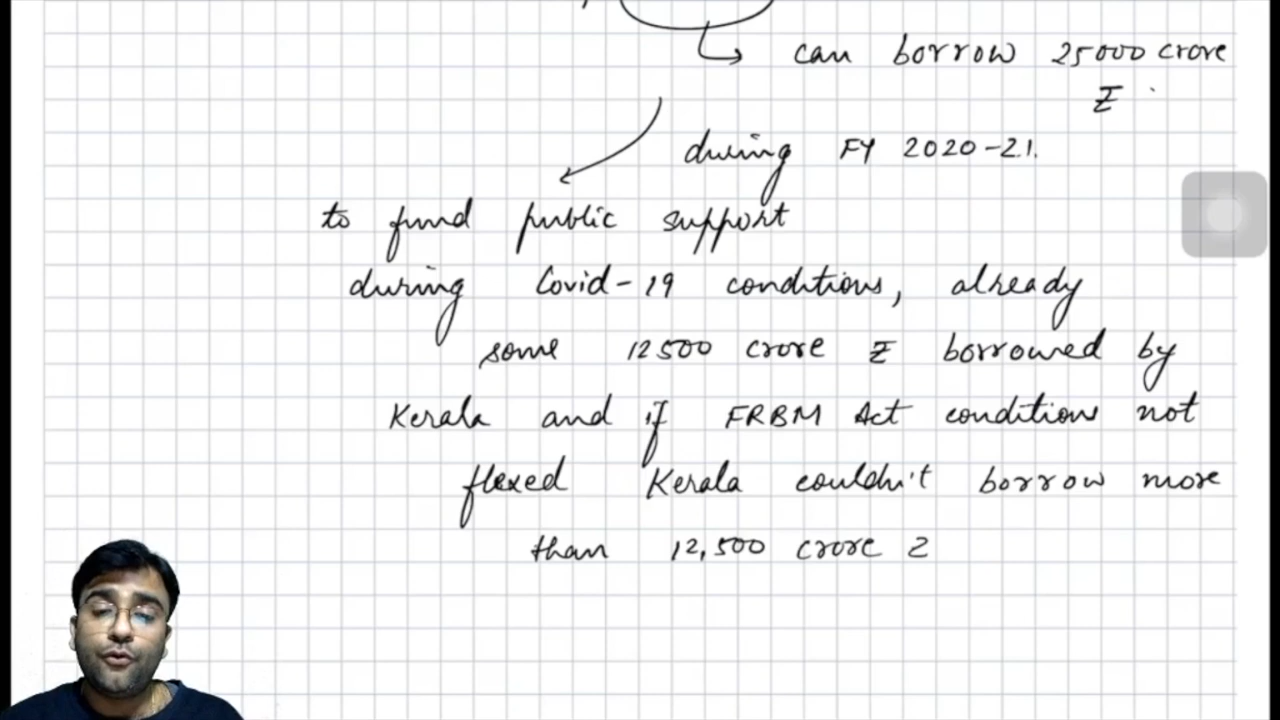 can borrow 25000 crore
₹
during FY 2020-21.
to fund public support
during Covid-19 conditions, already
some 12500 crore ₹ borrowed by
Kerala and if FRBM Act conditions not
flexed Kerala couldn't borrow more
than 12,500 crore ₹